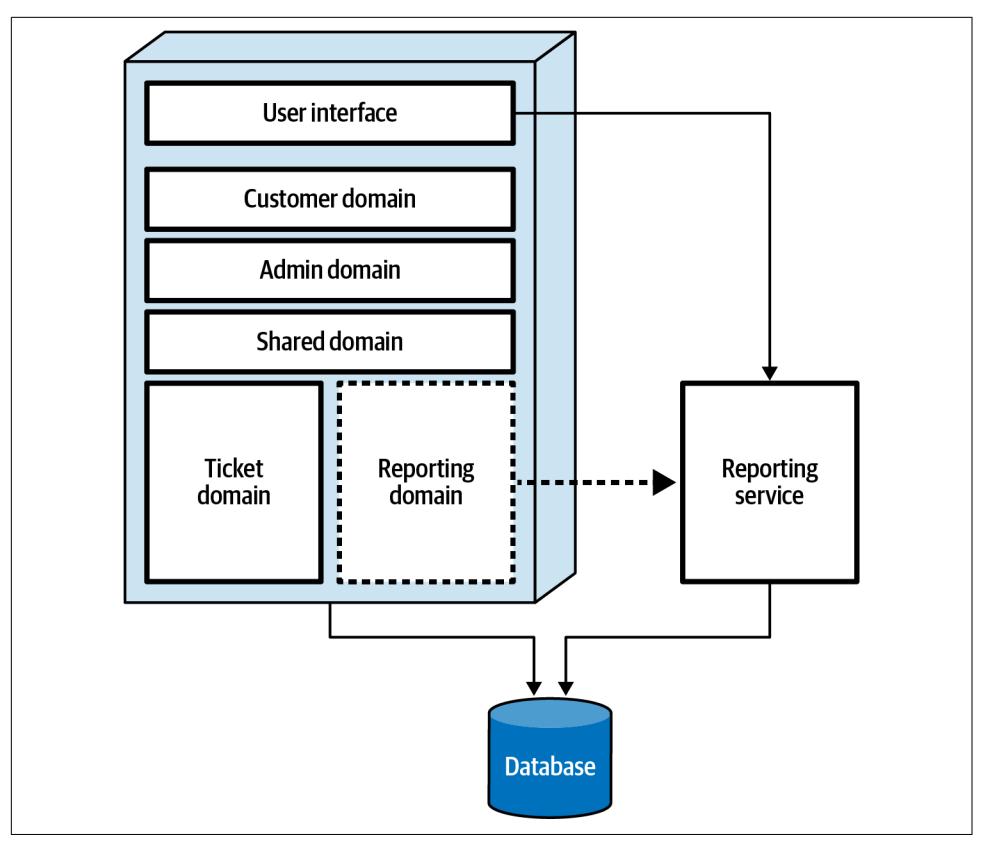 User interface
Customer domain
Admin domain
Shared domain
Ticket
domain
Reporting
domain
Reporting
service
Database